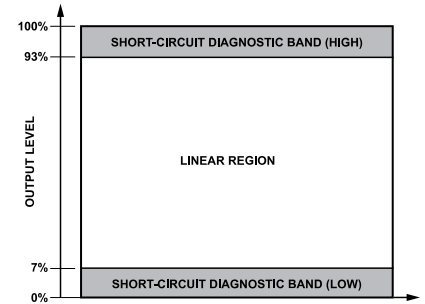 100%
SHORT-CIRCUIT DIAGNOSTIC BAND (HIGH)
93%
OUTPUT LEVEL
LINEAR REGION
7%
SHORT-CIRCUIT DIAGNOSTIC BAND (LOW)
0%